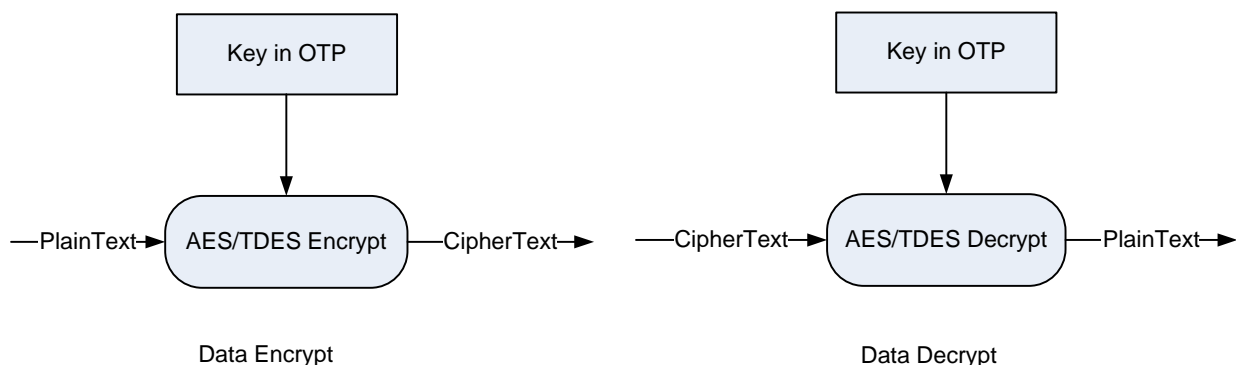 Key in OTP
PlainText
AES/TDES Encrypt
CipherText
Data Encrypt
Key in OTP
CipherText
AES/TDES Decrypt
PlainText
Data Decrypt